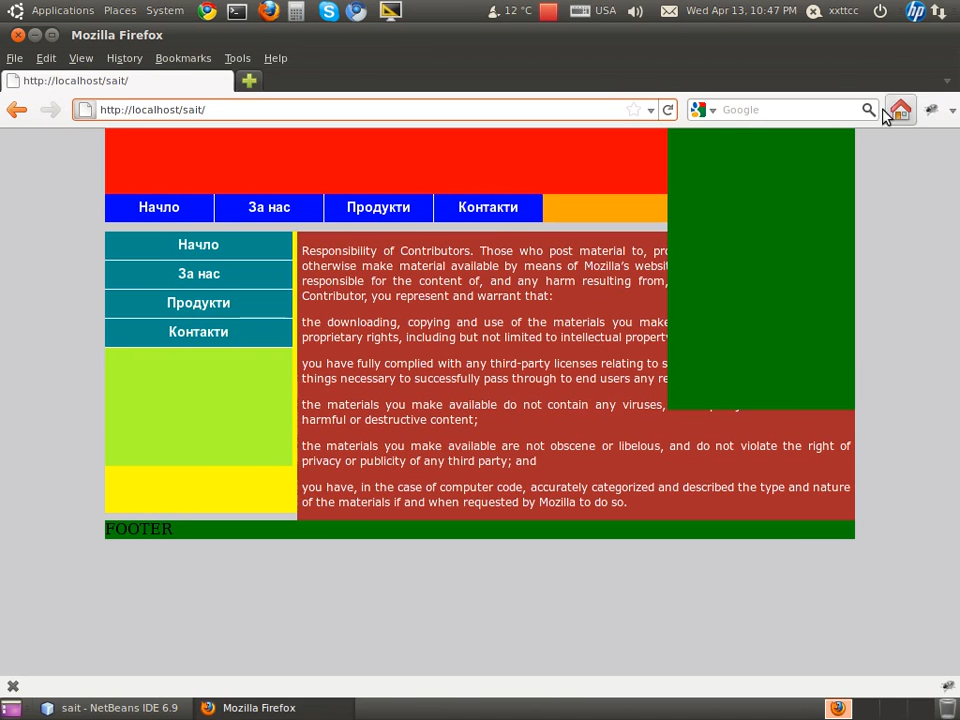 Applications Places System 12 °C USA Wed Apr 13, 10:47 PM xxttcc
Mozilla Firefox
File Edit View History Bookmarks Tools Help
http://localhost/sait/
http://localhost/sait/ Google
Начло За нас Продукти Контакти
Начло
За нас
Продукти
Контакти
Responsibility of Contributors. Those who post material to,
otherwise make material available by means of Mozilla's
responsible for the content of, and any harm resulting from,
Contributor, you represent and warrant that:
the downloading, copying and use of the materials you make
proprietary rights, including but not limited to intellectual
you have fully complied with any third-party licenses relating to
things necessary to successfully pass through to end users any
the materials you make available do not contain any viruses,
harmful or destructive content;
the materials you make available are not obscene or libelous, and do not violate the right of
privacy or publicity of any third party; and
you have, in the case of computer code, accurately categorized and described the type and nature
of the materials if and when requested by Mozilla to do so.
FOOTER
sait - NetBeans IDE 6.9 Mozilla Firefox